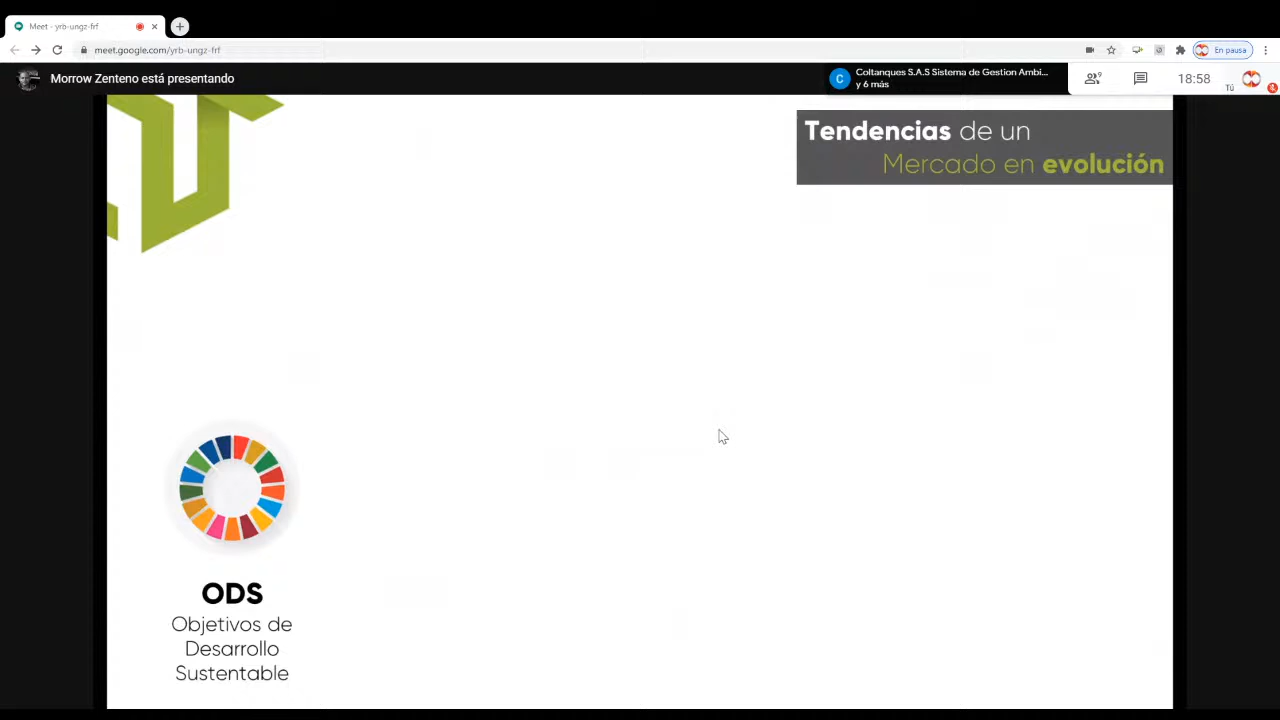 Meet - yrb-ungz-frf
meet.google.com/yrb-ungz-frf
En pausa
Morrow Zenteno está presentando
C
Coltanques S.A.S Sistema de Gestion Ambi...
y 6 más
9
18:58
Tú
Tendencias de un
Mercado en evolución
ODS
Objetivos de
Desarrollo
Sustentable